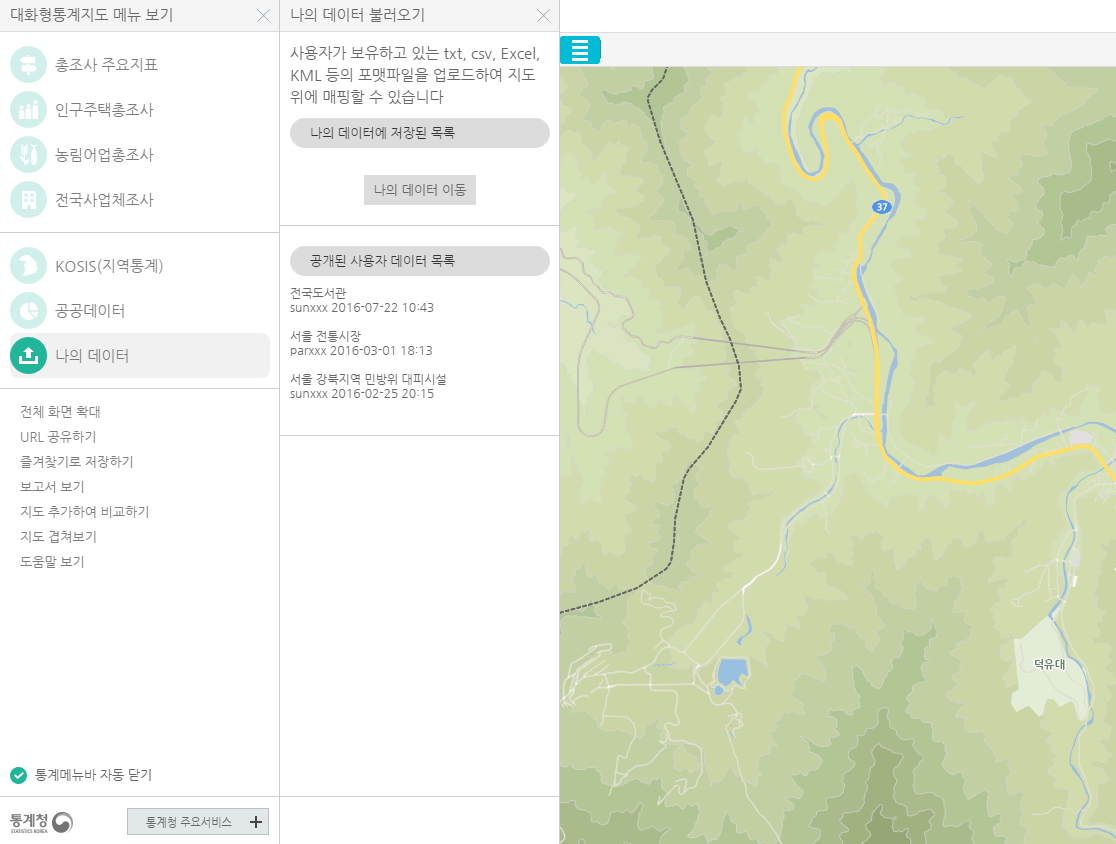 대화형통계지도 메뉴 보기
총조사 주요지표
인구주택총조사
농림어업총조사
전국사업체조사
KOSIS(지역통계)
공공데이터
나의 데이터
전체 화면 확대
URL 공유하기
즐겨찾기로 저장하기
보고서 보기
지도 추가하여 비교하기
지도 겹쳐보기
도움말 보기
통계메뉴바 자동 닫기
통계청
STATISTICS KOREA
통계청 주요서비스
나의 데이터 불러오기
사용자가 보유하고 있는 txt, csv, Excel,
KML 등의 포맷파일을 업로드하여 지도
위에 매핑할 수 있습니다
나의 데이터에 저장된 목록
나의 데이터 이동
공개된 사용자 데이터 목록
전국도서관
sunxxx 2016-07-22 10:43
서울 전통시장
parxxx 2016-03-01 18:13
서울 강북지역 민방위 대피시설
sunxxx 2016-02-25 20:15
37
덕유대